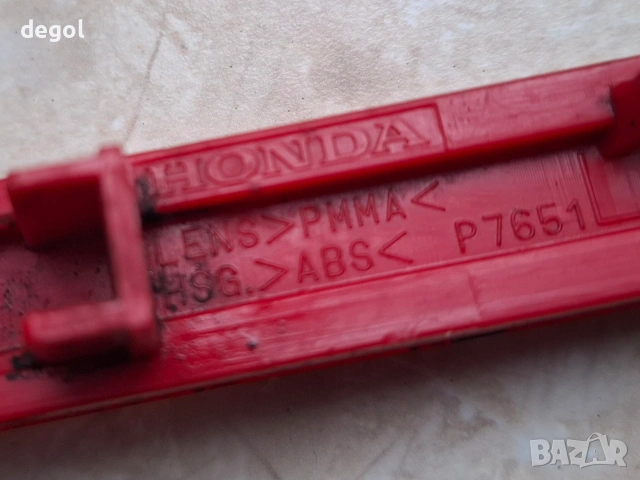 degol
HONDA
LENS>PMMA<
HSG.>ABS< P7651
BAZAR